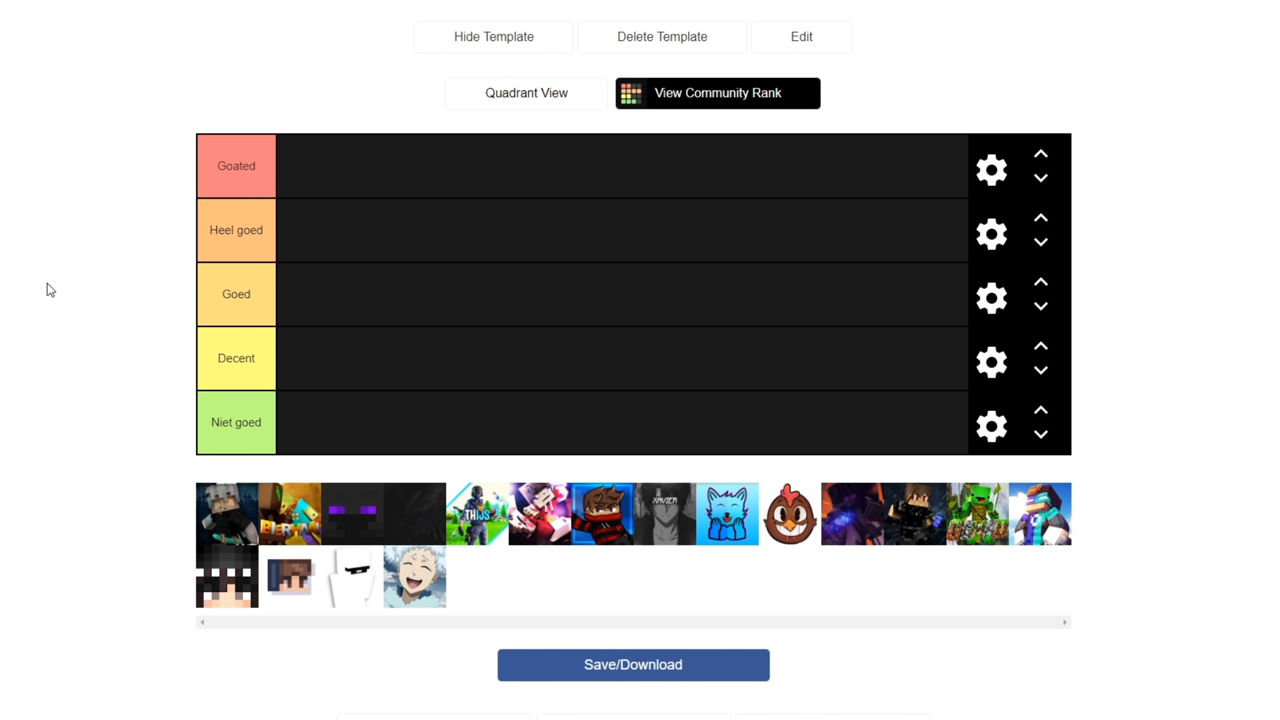 Hide Template
Delete Template
Edit
Quadrant View
View Community Rank
Goated
Heel goed
Goed
Decent
Niet goed
THIJS
XAVIER
Save/Download